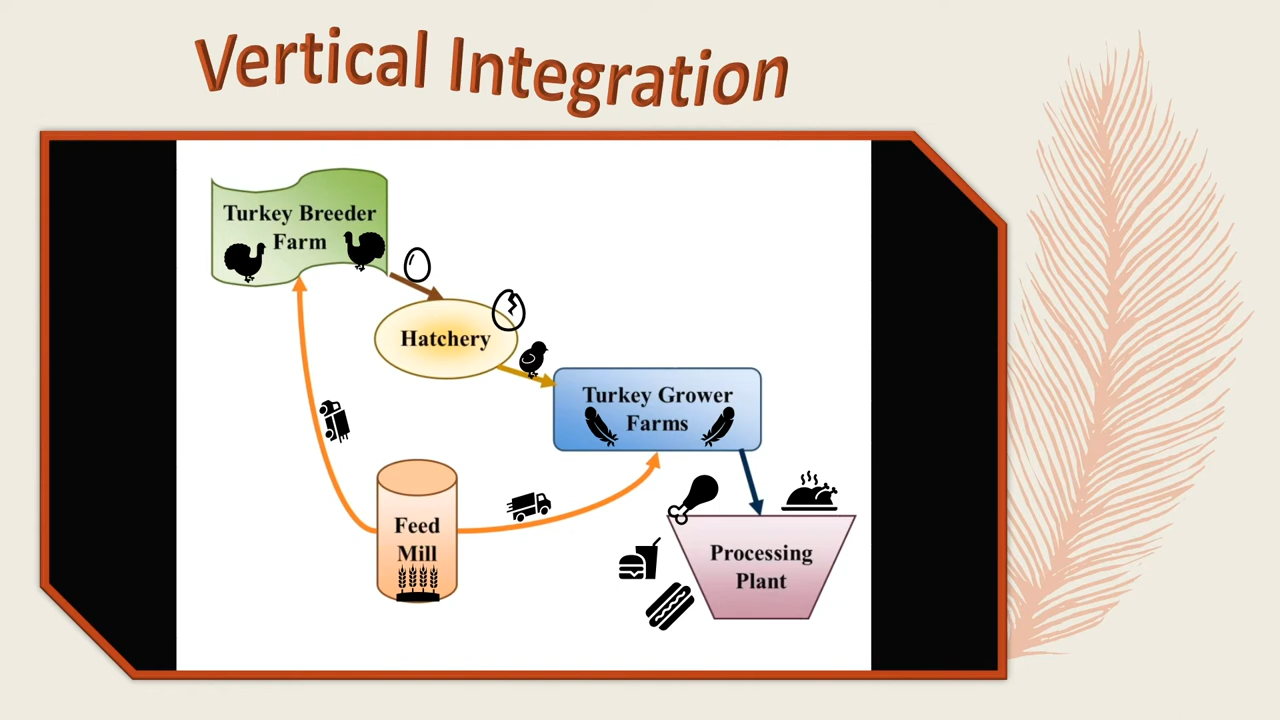 Vertical Integration
Turkey Breeder
Farm
Hatchery
Turkey Grower
Farms
Feed
Mill
Processing
Plant